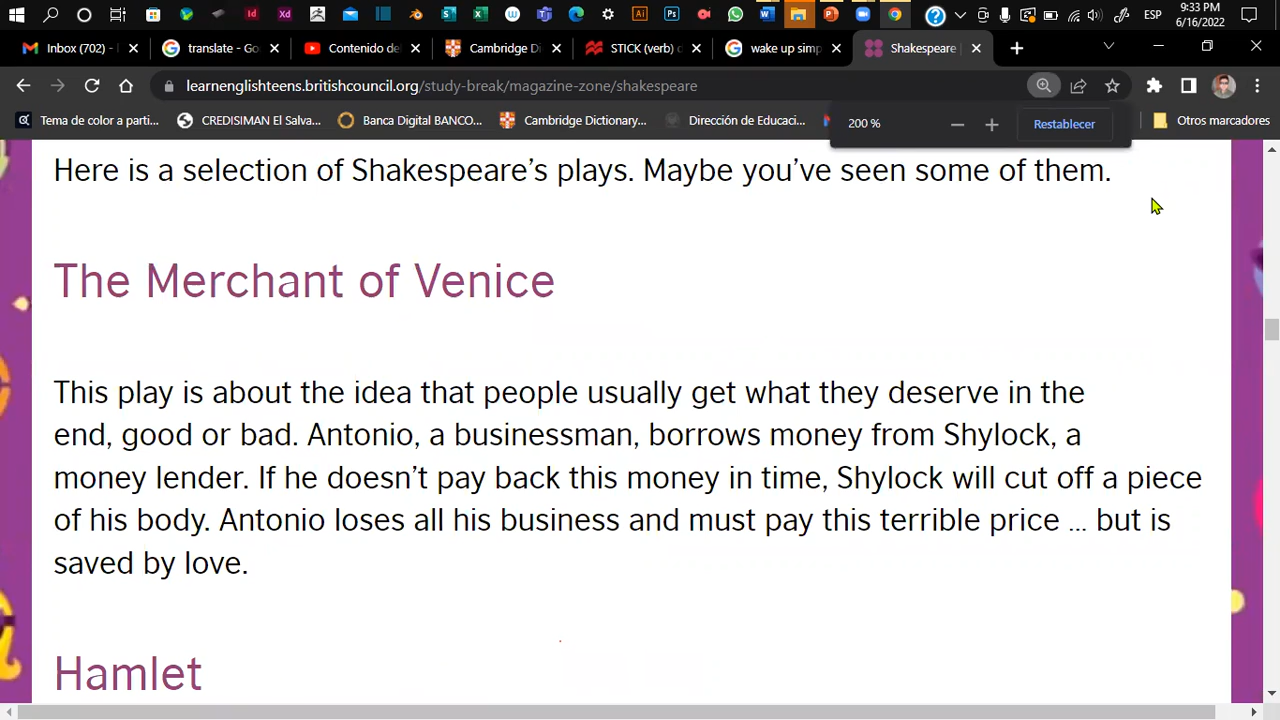 ESP
9:33 PM
6/16/2022
Inbox (702) -
translate - Go
Contenido de
Cambridge D
STICK (verb)
wake up simp
Shakespeare
learnenglishteens.britishcouncil.org/study-break/magazine-zone/shakespeare
Tema de color a parti...
CREDISIMAN El Salva...
Banca Digital BANCO...
Cambridge Dictionary...
Dirección de Educaci...
Otros marcadores
200 %
Restablecer
Here is a selection of Shakespeare’s plays. Maybe you’ve seen some of them.
The Merchant of Venice
This play is about the idea that people usually get what they deserve in the
end, good or bad. Antonio, a businessman, borrows money from Shylock, a
money lender. If he doesn’t pay back this money in time, Shylock will cut off a piece
of his body. Antonio loses all his business and must pay this terrible price ... but is
saved by love.
Hamlet